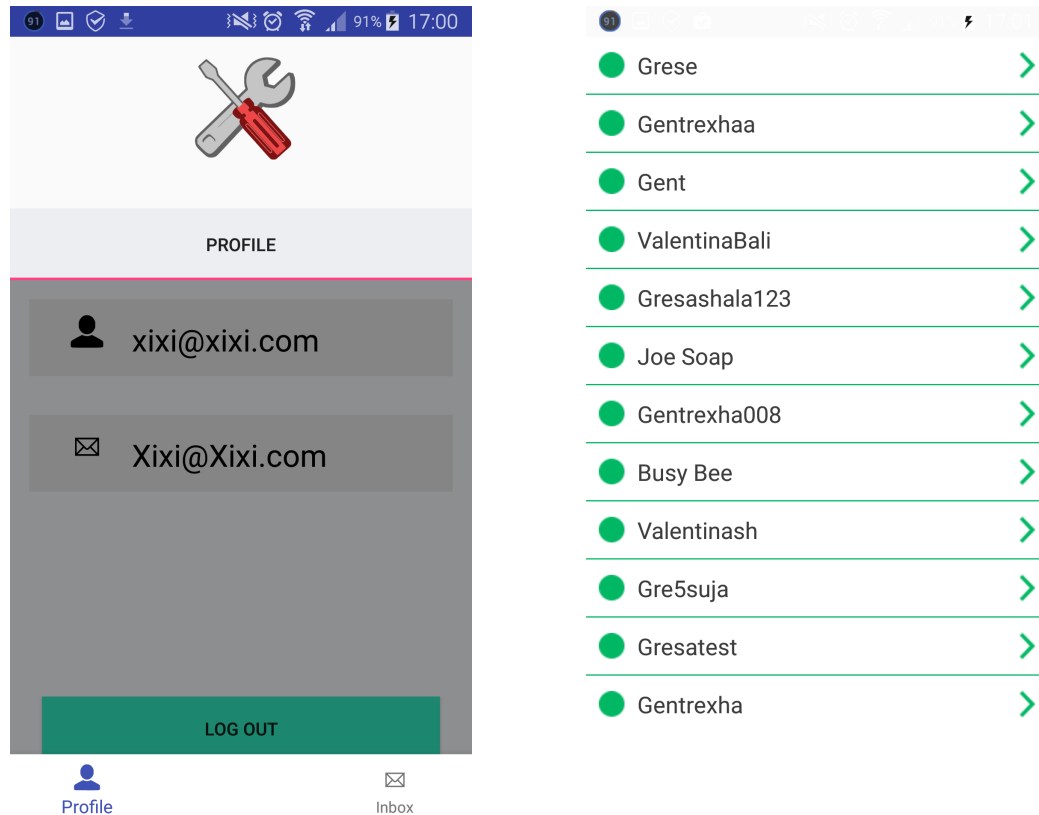 91 91% 17:00
PROFILE
xixi@xixi.com
Xixi@Xixi.com
LOG OUT
Profile Inbox
91
Grese
Gentrexhaa
Gent
ValentinaBali
Gresashala123
Joe Soap
Gentrexha008
Busy Bee
Valentinash
Gre5suja
Gresatest
Gentrexha